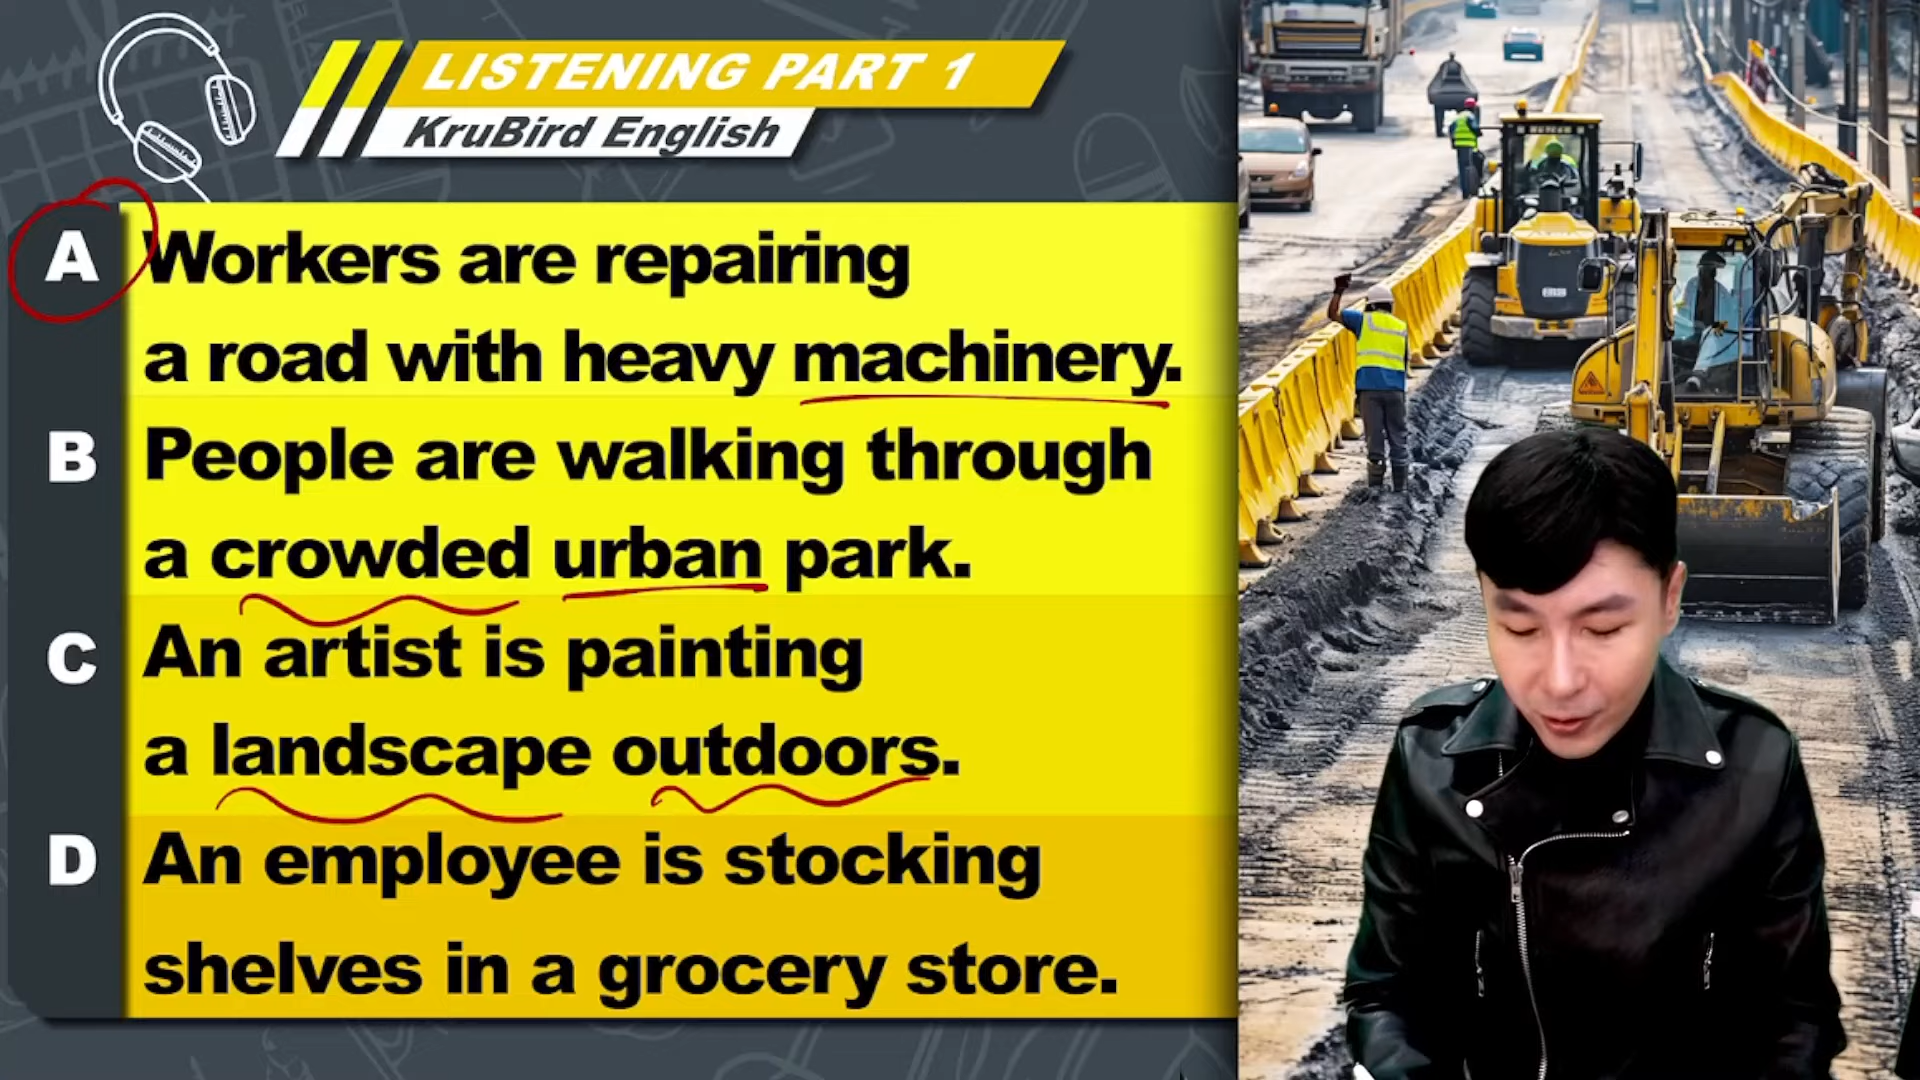 LISTENING PART 1
KruBird English
A Workers are repairing
a road with heavy machinery.
B People are walking through
a crowded urban park.
C An artist is painting
a landscape outdoors.
D An employee is stocking
shelves in a grocery store.